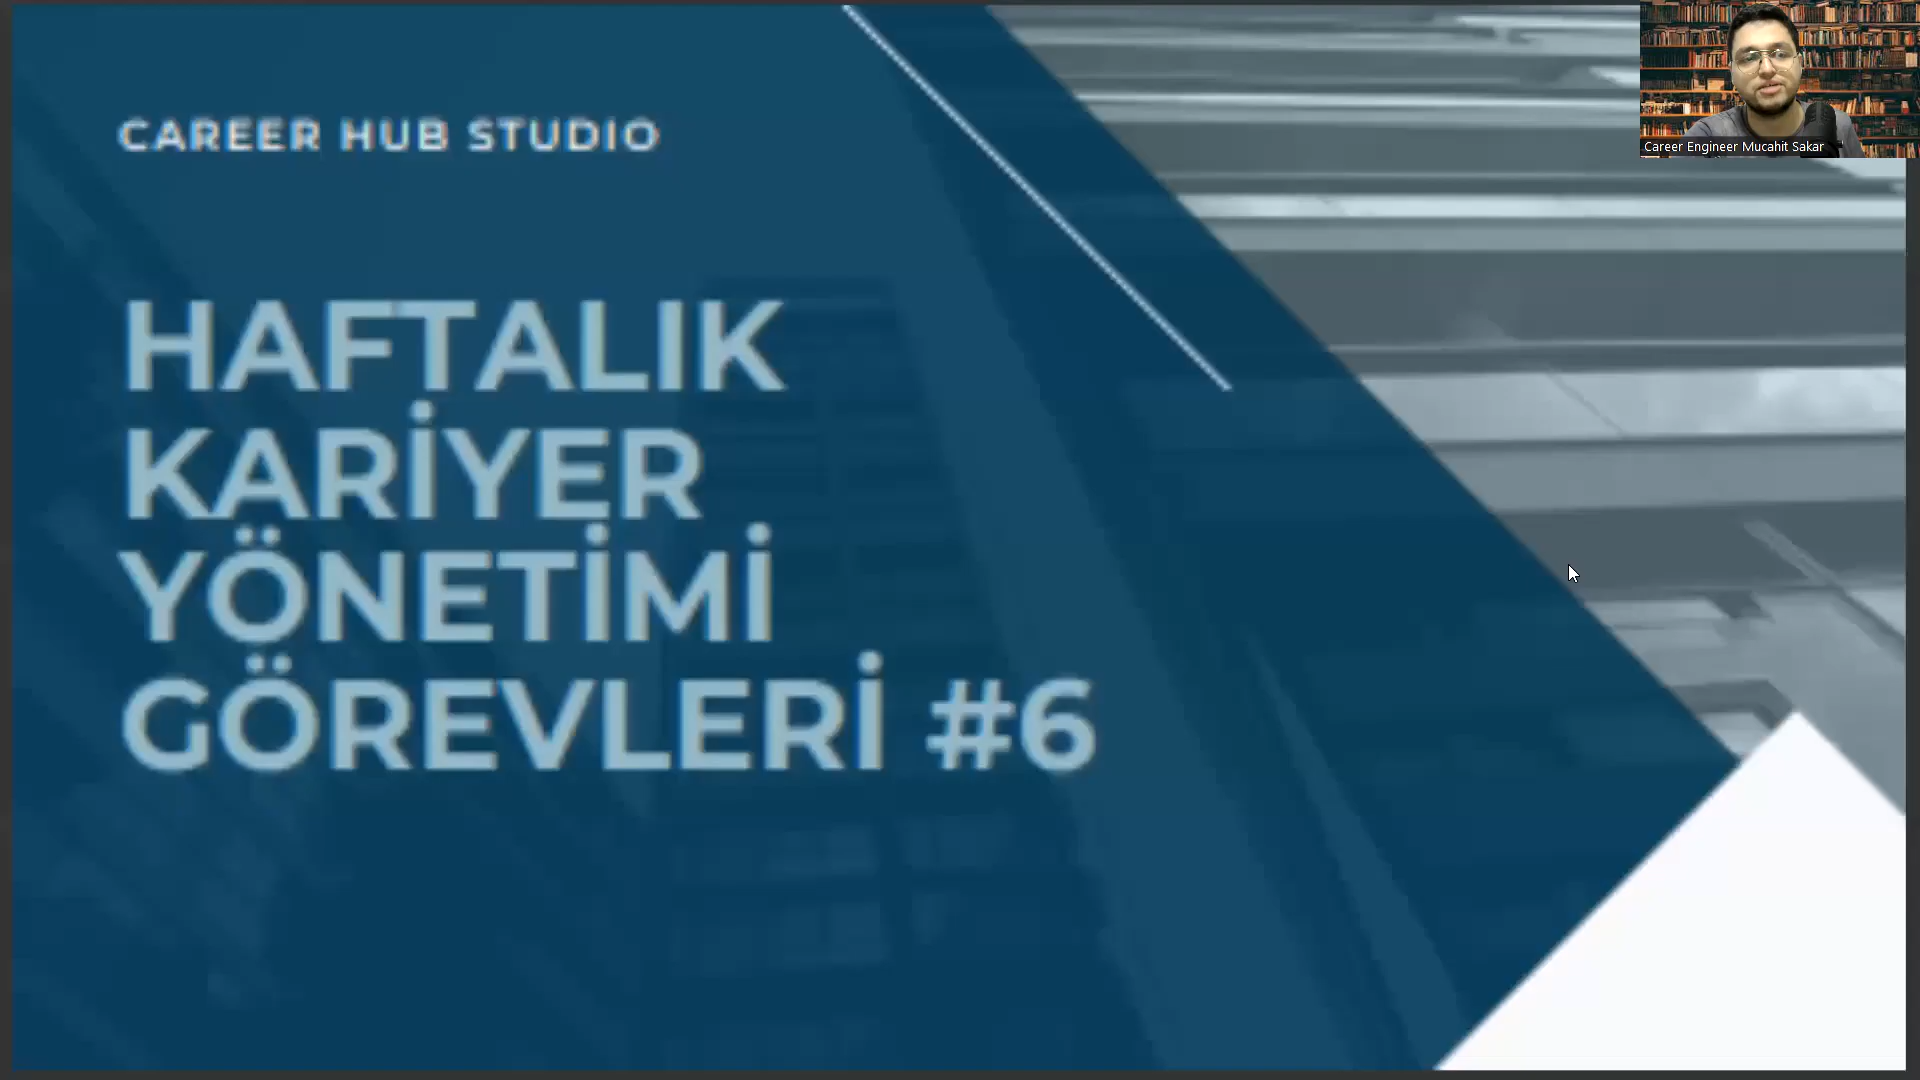 CAREER HUB STUDIO
HAFTALIK
KARİYER
YÖNETİMİ
GÖREVLERİ #6
Career Engineer Mucahit Sakar